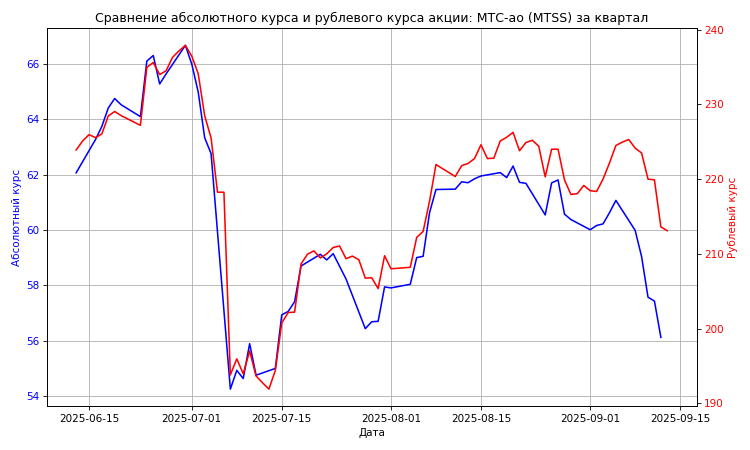 Сравнение абсолютного курса и рублевого курса акции: МТС-ао (MTSS) за квартал
240
66
230
64
62
220
Абсолютный курс
Рублевый курс
60
210
58
200
56
54
190
2025-06-15 2025-07-01 2025-07-15 2025-08-01 2025-08-15 2025-09-01 2025-09-15
Дата